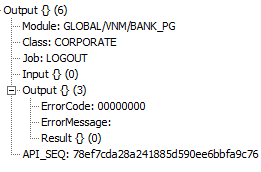 Output {} (6)
Module: GLOBAL/VNM/BANK_PG
Class: CORPORATE
Job: LOGOUT
Input {} (0)
Output {} (3)
ErrorCode: 00000000
ErrorMessage:
Result {} (0)
API_SEQ: 78ef7cda28a241885d590ee6bbfa9c76